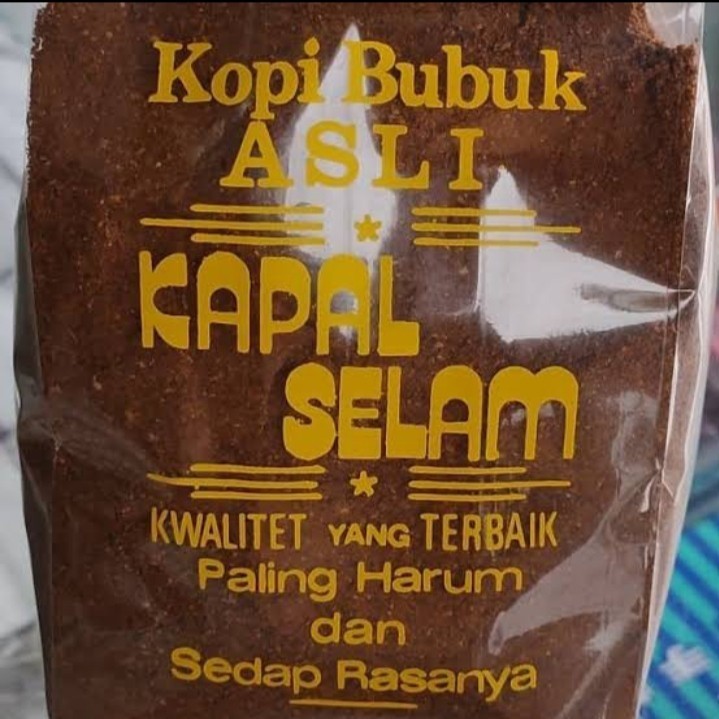 Kopi Bubuk
ASLI
KAPAL
SELAM
KWALITET YANG TERBAIK
Paling Harum
dan
Sedap Rasanya